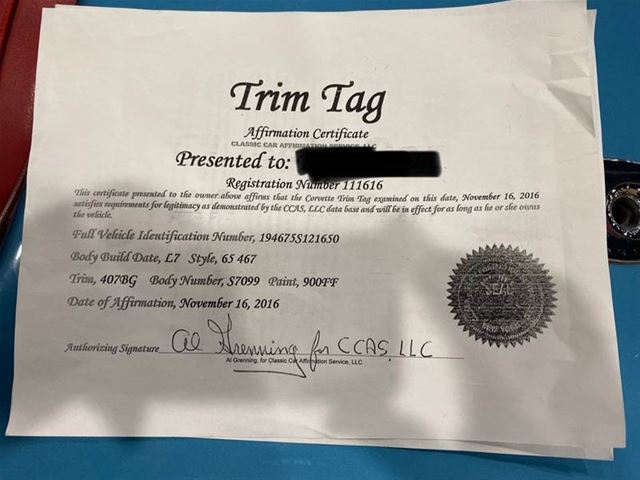 Trim Tag
Affirmation Certificate
CLASSIC CAR AFFIRMATION SERVICE, LLC
Presented to:
Registration Number 111616
This certificate presented to the owner above affirms that the Corvette Trim Tag examined on this date, November 16, 2016
satisfies requirements for legitimacy as demonstrated by the CCAS, LLC data base and will be in effect for as long as he or she owns
the vehicle.
Full Vehicle Identification Number, 194675S121650
Body Build Date, L7 Style, 65 467
Trim, 407BG Body Number, S7099 Paint, 900FF
Date of Affirmation, November 16, 2016
Authorizing Signature Al Grenning for CCAS, LLC
Al Grenning, for Classic Car Affirmation Service, LLC
SEAL